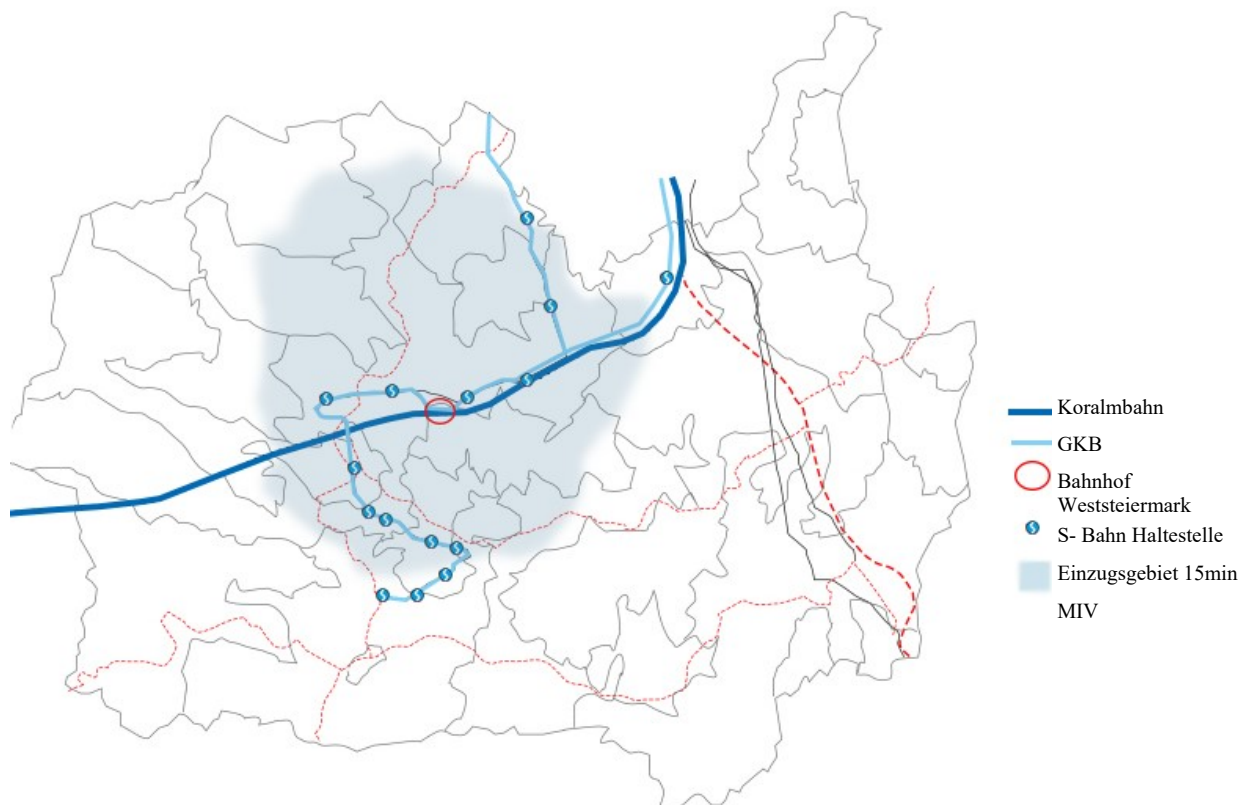 Koralmbahn
GKB
Bahnhof
Weststeiermark
S- Bahn Haltestelle
Einzugsgebiet 15min
MIV